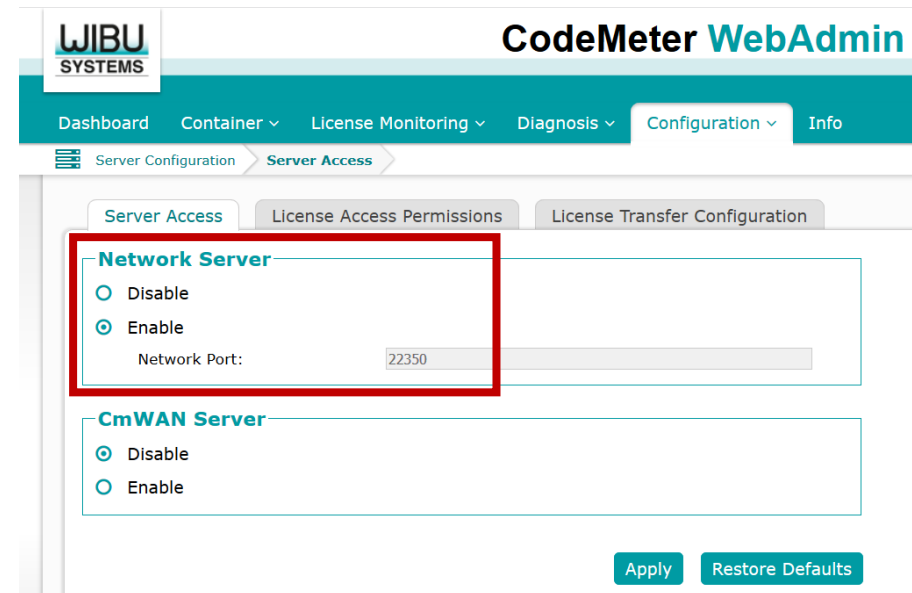 WIBU
SYSTEMS
CodeMeter WebAdmin
Dashboard Container License Monitoring Diagnosis Configuration Info
Server Configuration Server Access
Server Access License Access Permissions License Transfer Configuration
Network Server
Disable
Enable
Network Port: 22350
CmWAN Server
Disable
Enable
Apply Restore Defaults